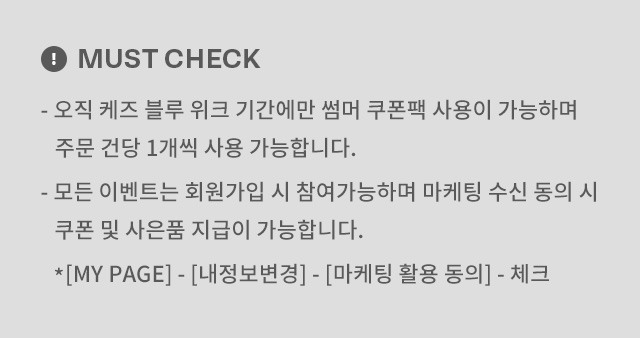 MUST CHECK
- 오직 케즈 블루 위크 기간에만 썸머 쿠폰팩 사용이 가능하며
주문 건당 1개씩 사용 가능합니다.
- 모든 이벤트는 회원가입 시 참여가능하며 마케팅 수신 동의 시
쿠폰 및 사은품 지급이 가능합니다.
*[MY PAGE] - [내정보변경] - [마케팅 활용 동의] - 체크